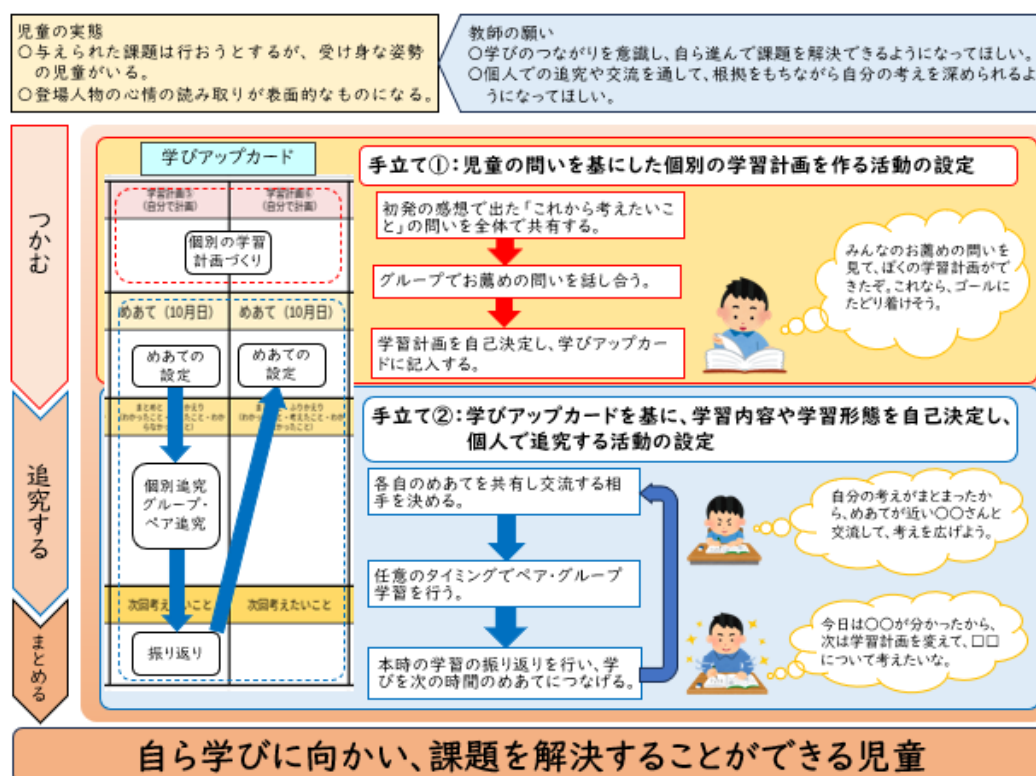 児童の実態
○与えられた課題は行おうとするが、受け身な姿勢
の児童がいる。
○登場人物の心情の読み取りが表面的なものになる。
教師の願い
○学びのつながりを意識し、自ら進んで課題を解決できるようになってほしい。
○個人での追究や交流を通して、根拠をもちながら自分の考えを深められるよ
うになってほしい。
つかむ
追究する
まとめる
学びアップカード
(自分で計画)
(自分で計画)
個別の学習
計画づくり
めあて(10月日)
めあて(10月日)
めあての
設定
めあての
設定
個別追究
グループ・
ペア追究
次回考えたいこと
次回考えたいこと
振り返り
手立て①:児童の問いを基にした個別の学習計画を作る活動の設定
初発の感想で出た「これから考えたいこ
と」の問いを全体で共有する。
グループでお薦めの問いを話し合う。
学習計画を自己決定し、学びアップカー
ドに記入する。
みんなのお薦めの問いを
見て、ぼくの学習計画がで
きたぞ。これなら、ゴールに
たどり着けそう。
手立て②:学びアップカードを基に、学習内容や学習形態を自己決定し、
個人で追究する活動の設定
各自のめあてを共有し交流する相
手を決める。
任意のタイミングでペア・グループ
学習を行う。
本時の学習の振り返りを行い、学
びを次の時間のめあてにつなげる。
自分の考えがまとまったか
ら、めあてが近い〇〇さんと
交流して、考えを広げよう。
今日は〇〇が分かったから、
次は学習計画を変えて、□□
について考えたいな。
自ら学びに向かい、課題を解決することができる児童